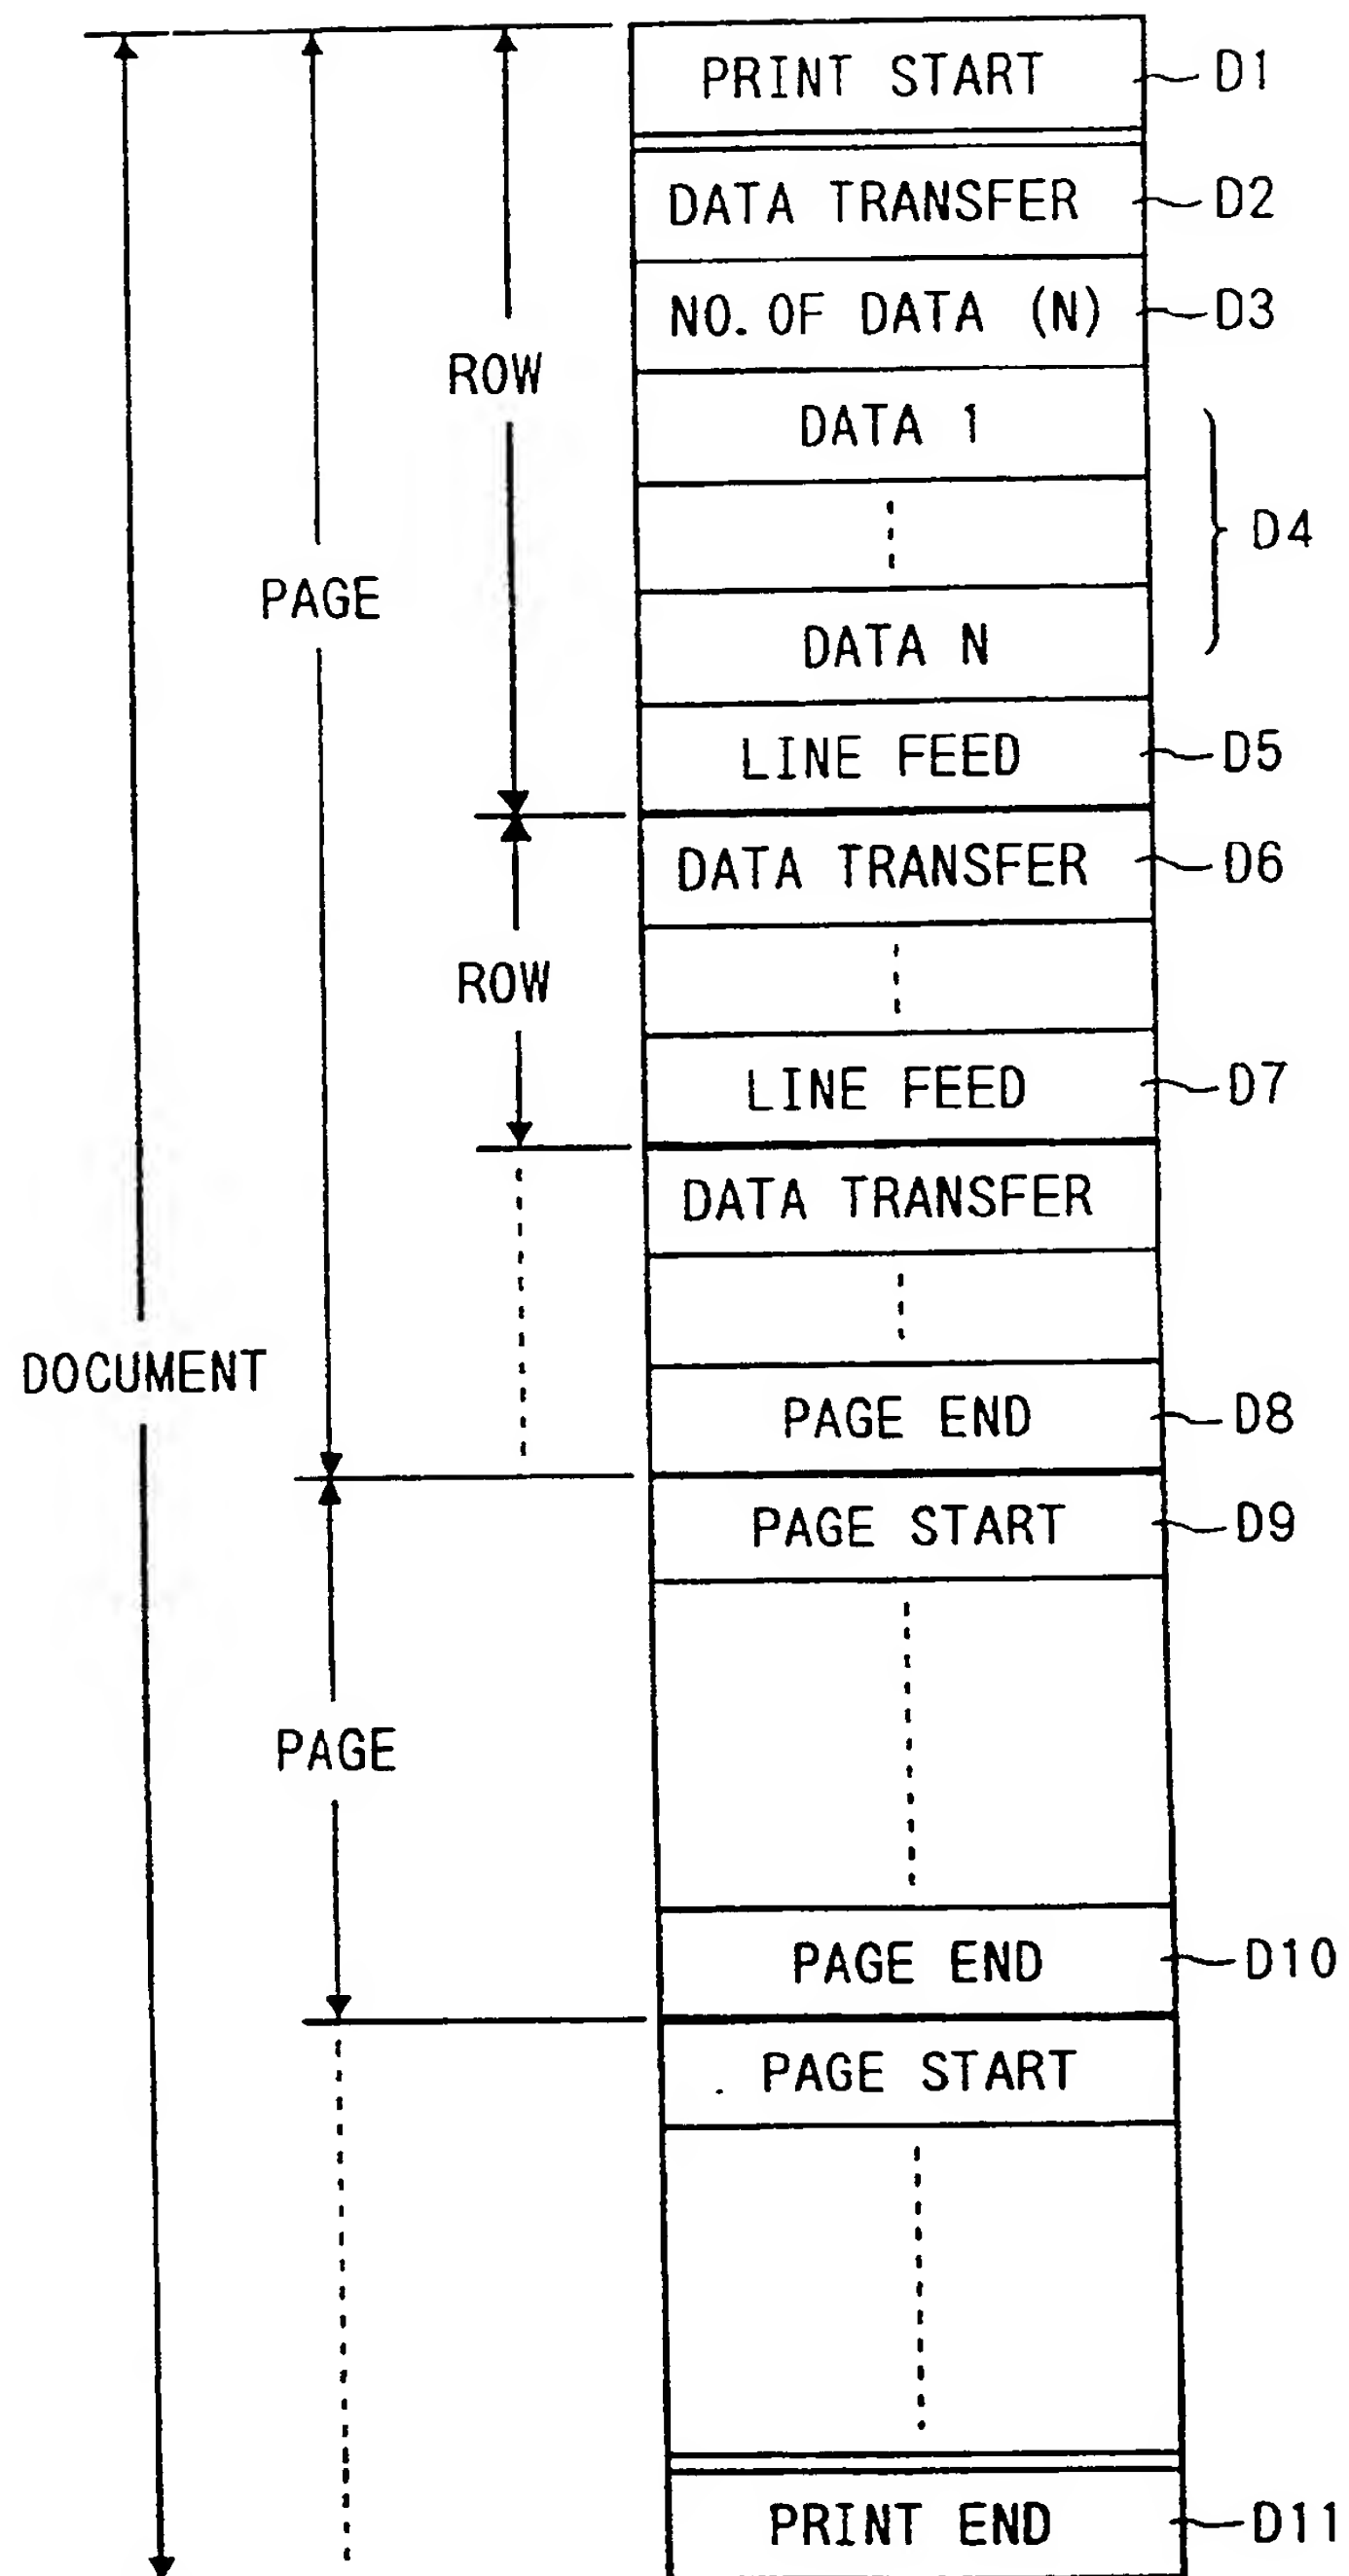 PRINT START D1
DATA TRANSFER D2
NO. OF DATA (N) D3
ROW
DATA 1
D4
PAGE
DATA N
LINE FEED D5
DATA TRANSFER D6
ROW
LINE FEED D7
DATA TRANSFER
DOCUMENT
PAGE END D8
PAGE START D9
PAGE
PAGE END D10
PAGE START
PRINT END D11